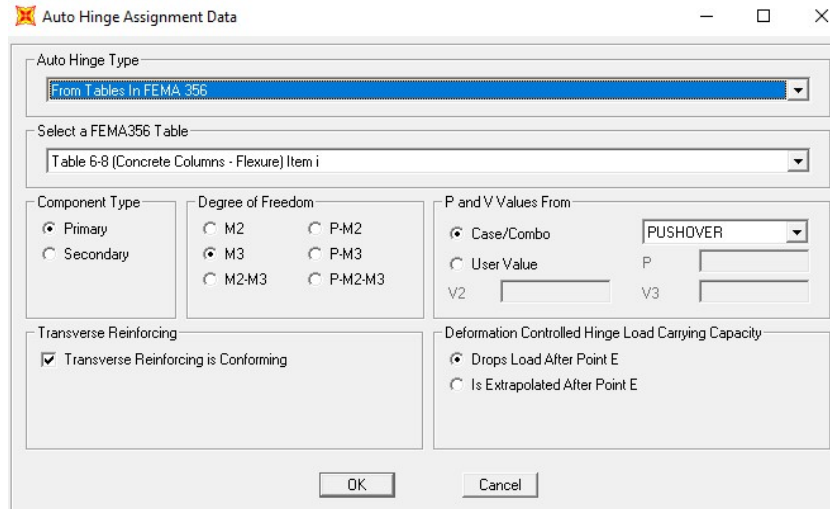 Auto Hinge Assignment Data
Auto Hinge Type
From Tables In FEMA 356
Select a FEMA356 Table
Table 6-8 (Concrete Columns - Flexure) Item i
Component Type
Primary
Secondary
Degree of Freedom
M2
P-M2
M3
P-M3
M2-M3
P-M2-M3
P and V Values From
Case/Combo
PUSHOVER
User Value
P
V2
V3
Transverse Reinforcing
Transverse Reinforcing is Conforming
Deformation Controlled Hinge Load Carrying Capacity
Drops Load After Point E
Is Extrapolated After Point E
OK
Cancel